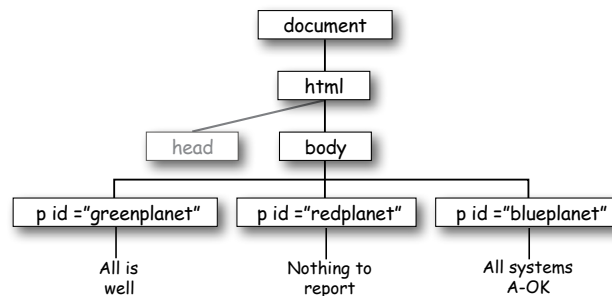 document
html
head
body
p id ="greenplanet"
p id ="redplanet"
p id ="blueplanet"
All is
well
Nothing to
report
All systems
A-OK